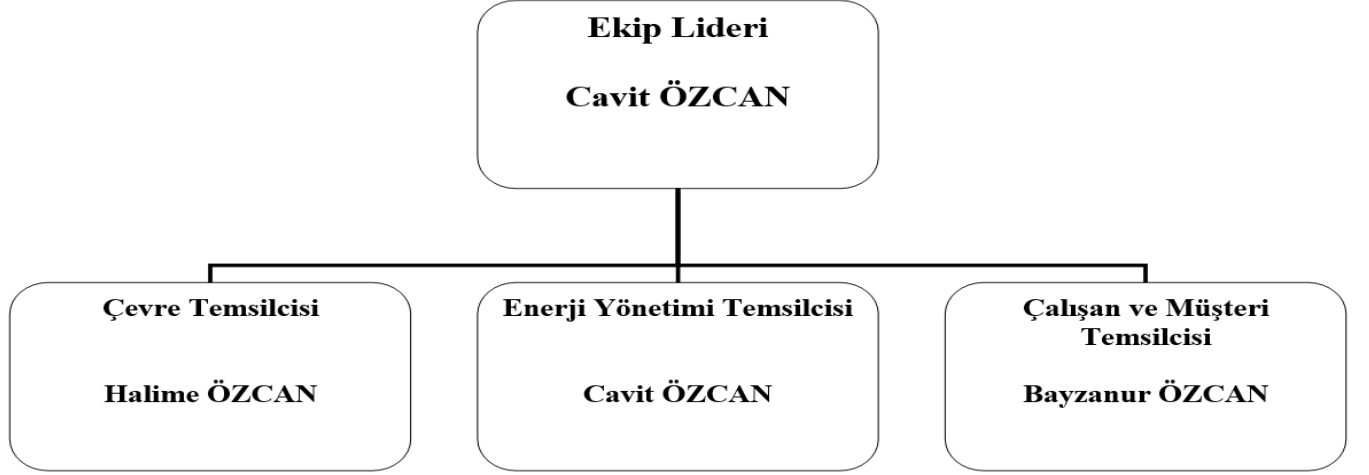 Ekip Lideri
Cavit ÖZCAN
Çevre Temsilcisi
Halime ÖZCAN
Enerji Yönetimi Temsilcisi
Cavit ÖZCAN
Çalışan ve Müşteri
Temsilcisi
Bayzanur ÖZCAN